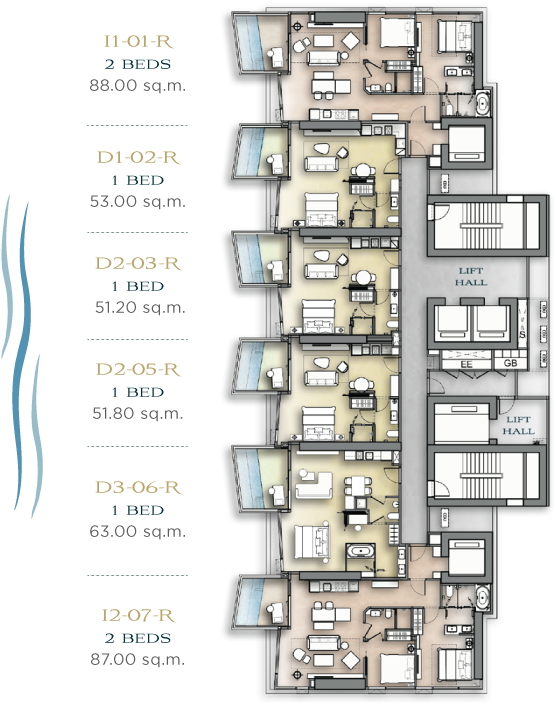 I1-01-R
2 BEDS
88.00 sq.m.
D1-02-R
1 BED
53.00 sq.m.
D2-03-R
1 BED
51.20 sq.m.
D2-05-R
1 BED
51.80 sq.m.
D3-06-R
1 BED
63.00 sq.m.
I2-07-R
2 BEDS
87.00 sq.m.
LIFT
HALL
S
EE
GB
LIFT
HALL